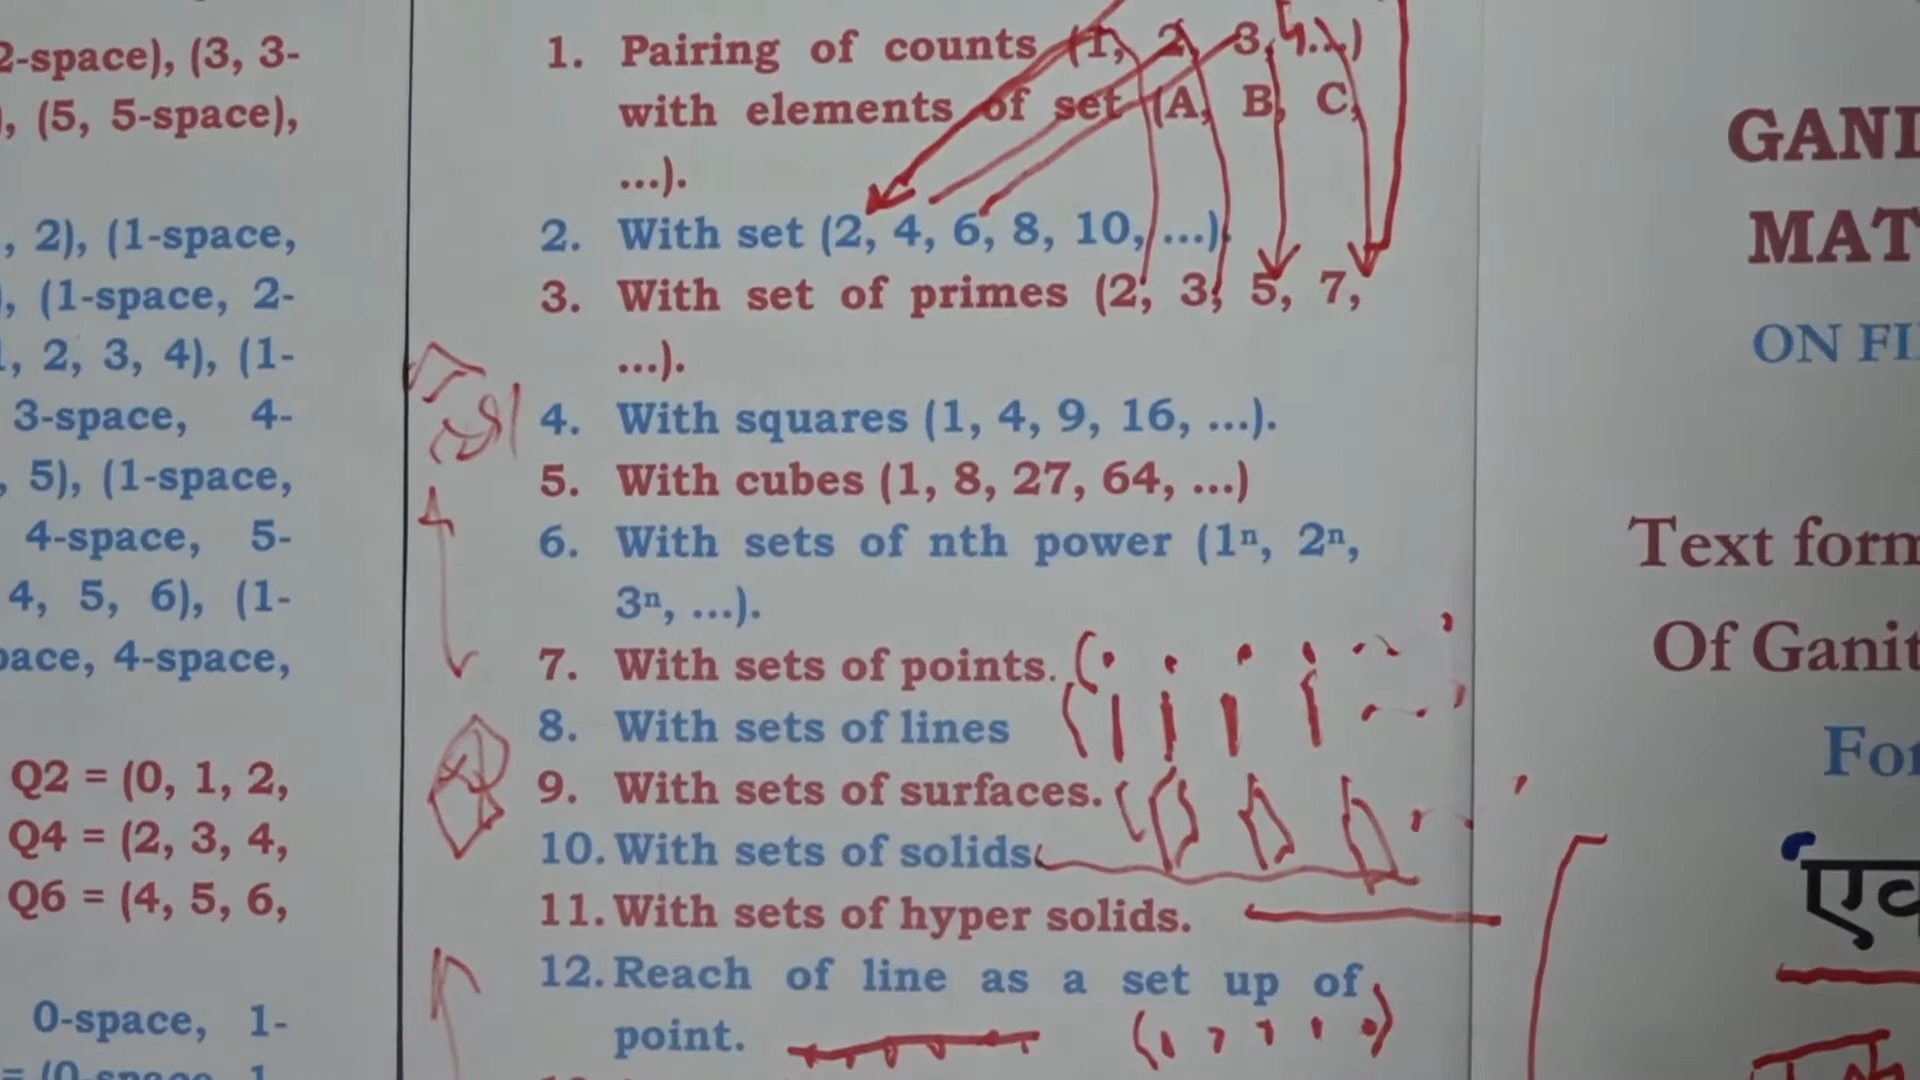 2-space), (3, 3-
, (5, 5-space),
, 2), (1-space,
, (1-space, 2-
, 2, 3, 4), (1-
3-space, 4-
, 5), (1-space,
4-space, 5-
4, 5, 6), (1-
4-space,
Q2 = (0, 1, 2,
Q4 = (2, 3, 4,
Q6 = (4, 5, 6,
0-space, 1-
1. Pairing of counts (1, 2, 3, 4..)
with elements of set (A, B, C,
...).
2. With set (2, 4, 6, 8, 10, ...).
3. With set of primes (2, 3, 5, 7,
...).
4. With squares (1, 4, 9, 16, ...).
5. With cubes (1, 8, 27, 64, ...)
6. With sets of nth power (1ⁿ, 2ⁿ,
3ⁿ, ...).
7. With sets of points.
8. With sets of lines
9. With sets of surfaces.
10. With sets of solids
11. With sets of hyper solids.
12. Reach of line as a set up of
point.
GANI
MAT
ON FI
Text form
Of Ganit
For